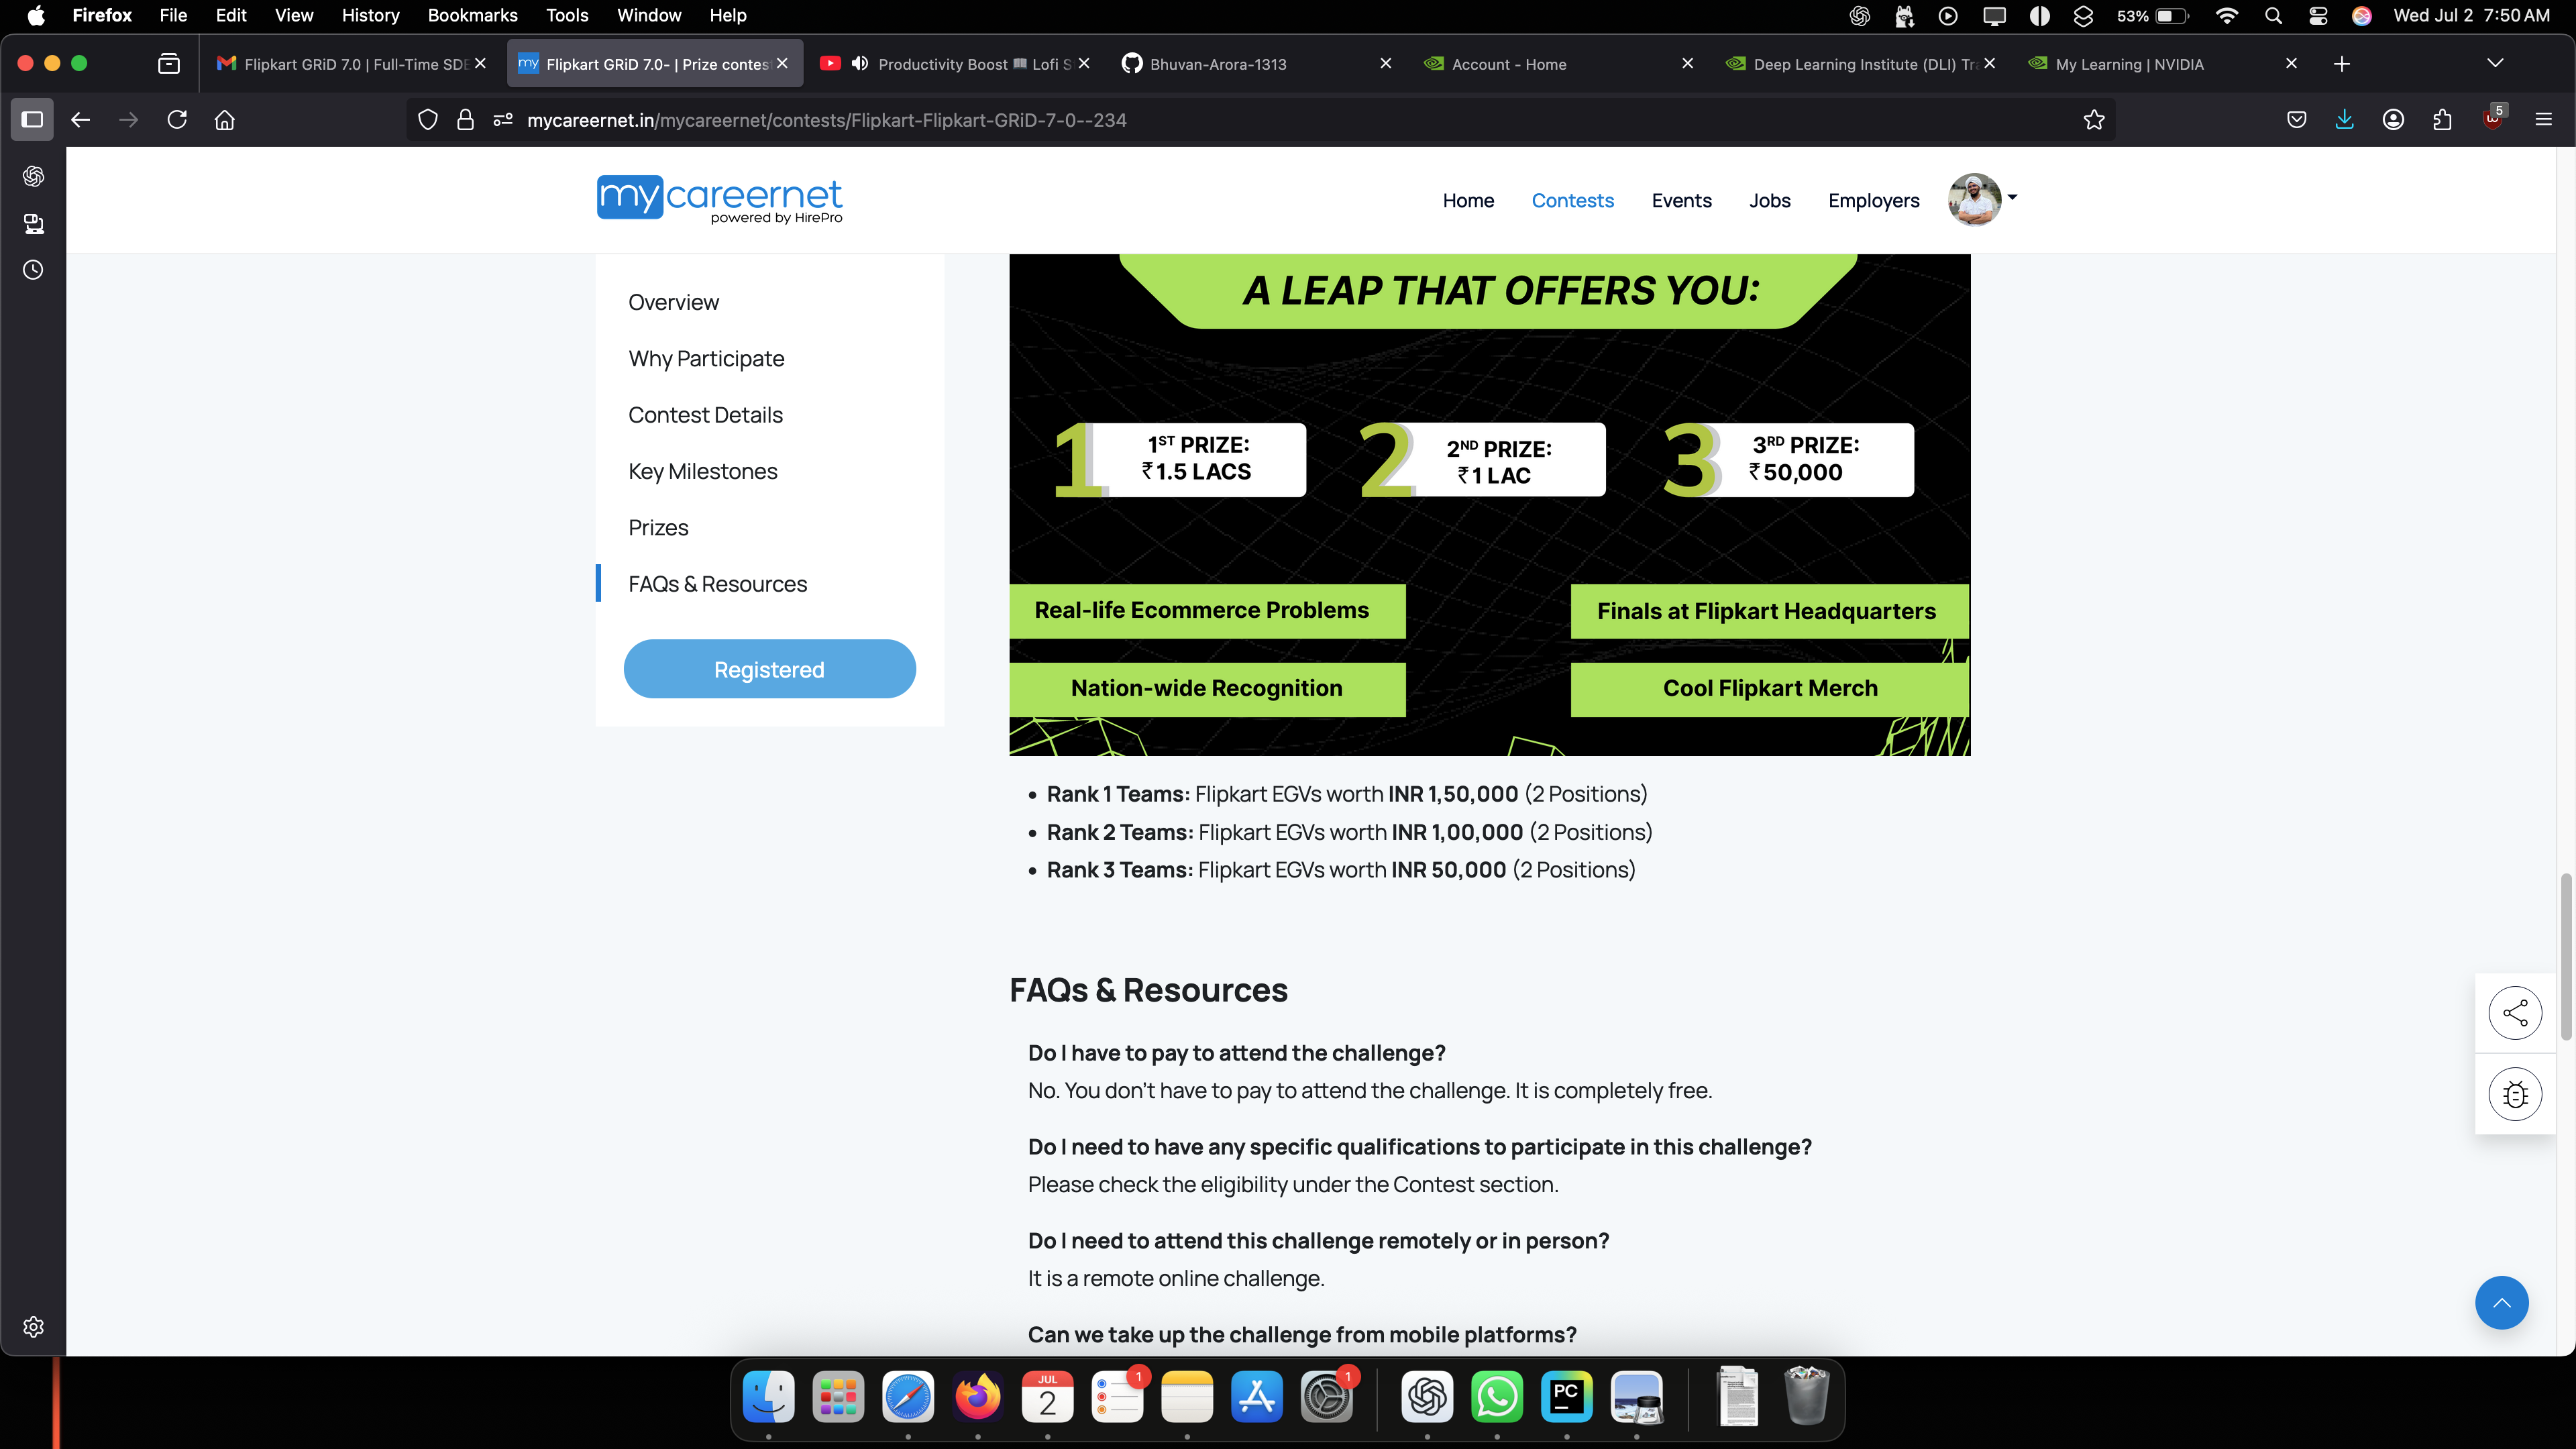 Firefox File Edit View History Bookmarks Tools Window Help 53% Wed Jul 2 7:50 AM
Flipkart GRiD 7.0 | Full-Time SDE
my Flipkart GRiD 7.0- | Prize contes
Productivity Boost Lofi S
Bhuvan-Arora-1313
Account - Home
Deep Learning Institute (DLI) Tr
My Learning | NVIDIA
mycareernet.in/mycareernet/contests/Flipkart-Flipkart-GRiD-7-0--234
5
mycareernet
powered by HirePro
Home Contests Events Jobs Employers
Overview
Why Participate
Contest Details
Key Milestones
Prizes
FAQs & Resources
Registered
A LEAP THAT OFFERS YOU:
1 1ST PRIZE:
₹1.5 LACS
2 2ND PRIZE:
₹1 LAC
3 3RD PRIZE:
₹50,000
Real-life Ecommerce Problems
Finals at Flipkart Headquarters
Nation-wide Recognition
Cool Flipkart Merch
• Rank 1 Teams: Flipkart EGVs worth INR 1,50,000 (2 Positions)
• Rank 2 Teams: Flipkart EGVs worth INR 1,00,000 (2 Positions)
• Rank 3 Teams: Flipkart EGVs worth INR 50,000 (2 Positions)
FAQs & Resources
Do I have to pay to attend the challenge?
No. You don't have to pay to attend the challenge. It is completely free.
Do I need to have any specific qualifications to participate in this challenge?
Please check the eligibility under the Contest section.
Do I need to attend this challenge remotely or in person?
It is a remote online challenge.
Can we take up the challenge from mobile platforms?
JUL
2
1
1
PC